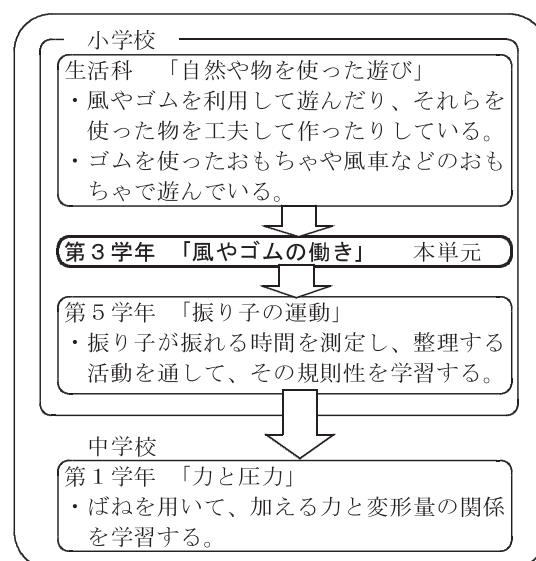 小学校
生活科　「自然や物を使った遊び」
・風やゴムを利用して遊んだり、それらを
使った物を工夫して作ったりしている。
・ゴムを使ったおもちゃや風車などのおも
ちゃで遊んでいる。
第３学年　「風やゴムの働き」　　本単元
第５学年　「振り子の運動」
・振り子が振れる時間を測定し、整理する
活動を通して、その規則性を学習する。
中学校
第１学年　「力と圧力」
・ばねを用いて、加える力と変形量の関係
を学習する。